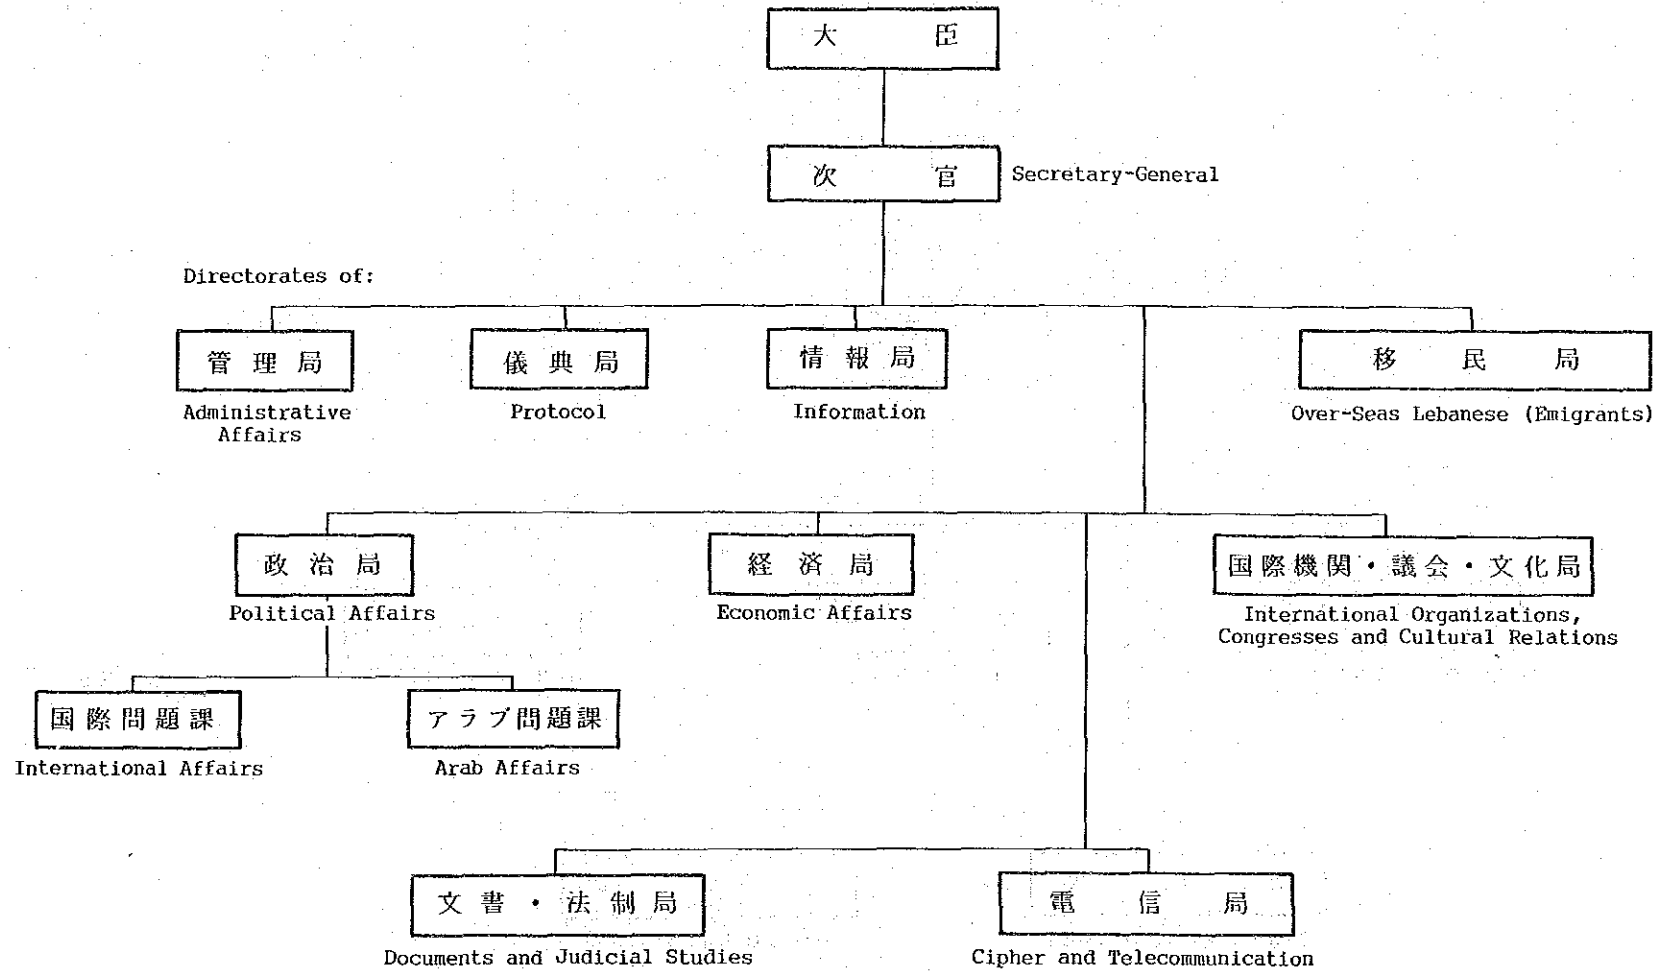 大臣
次官 Secretary-General
Directorates of:
管理局
Administrative
Affairs
儀典局
Protocol
情報局
Information
移民局
Over-Seas Lebanese (Emigrants)
政治局
Political Affairs
経済局
Economic Affairs
国際機関・議会・文化局
International Organizations,
Congresses and Cultural Relations
国際問題課
International Affairs
アラブ問題課
Arab Affairs
文書・法制局
Documents and Judicial Studies
電信局
Cipher and Telecommunication